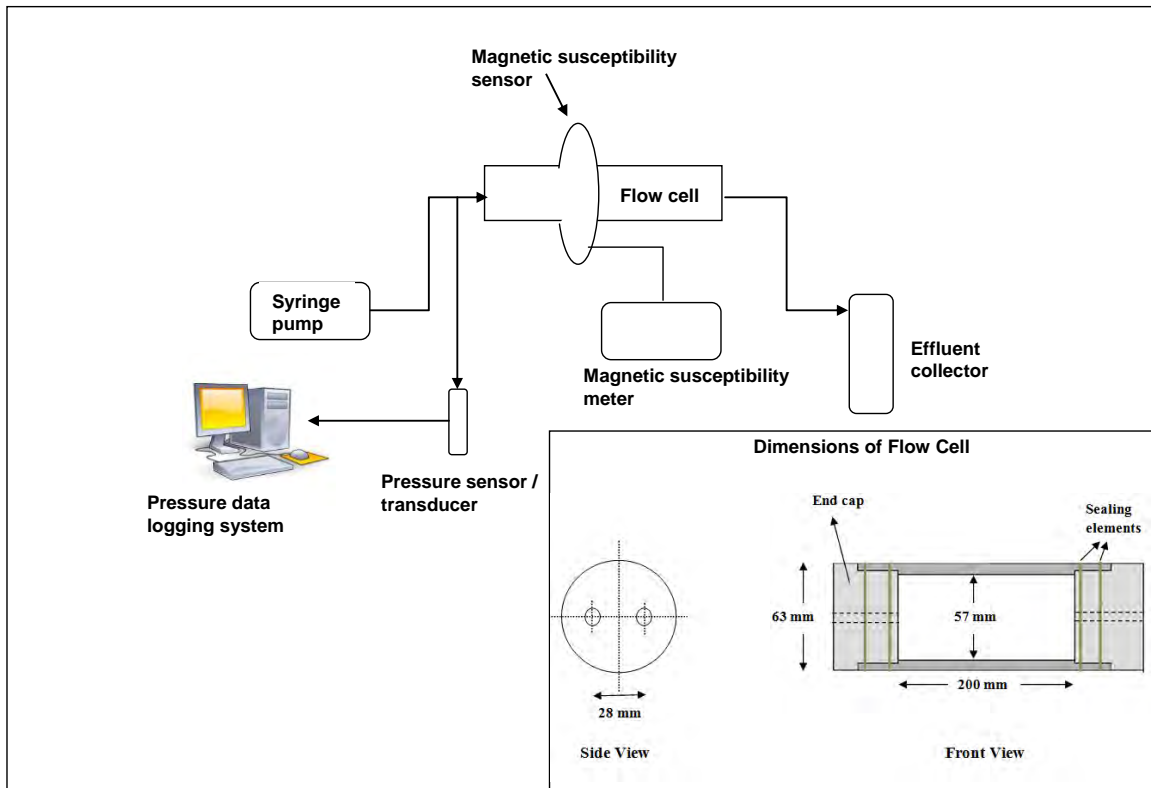 Magnetic susceptibility
sensor
Flow cell
Syringe
pump
Magnetic susceptibility
meter
Effluent
collector
Pressure sensor /
transducer
Pressure data
logging system
Dimensions of Flow Cell
End cap
Sealing
elements
63 mm
57 mm
200 mm
28 mm
Side View
Front View